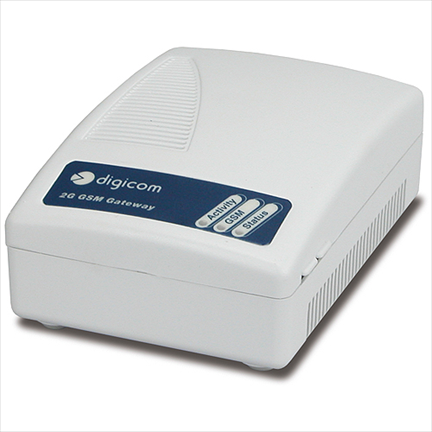 digicom
2G GSM Gateway
Activity
GSM
Status